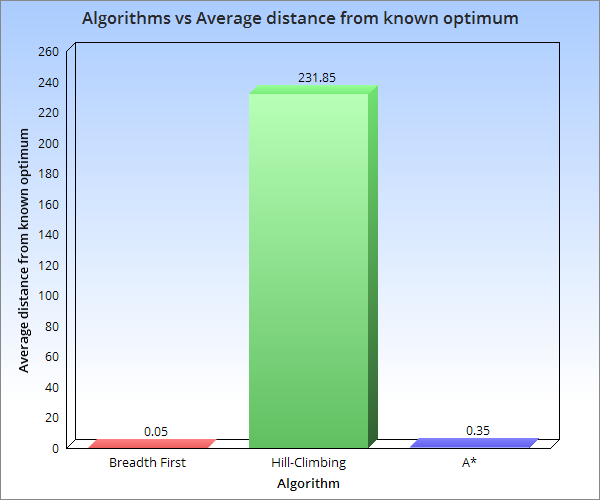 Algorithms vs Average distance from known optimum
Average distance from known optimum
260
240
220
200
180
160
140
120
100
80
60
40
20
0
0.05
231.85
0.35
Breadth First
Hill-Climbing
A*
Algorithm